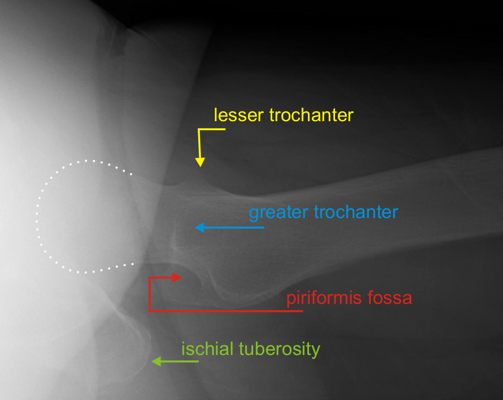 lesser trochanter
greater trochanter
piriformis fossa
ischial tuberosity